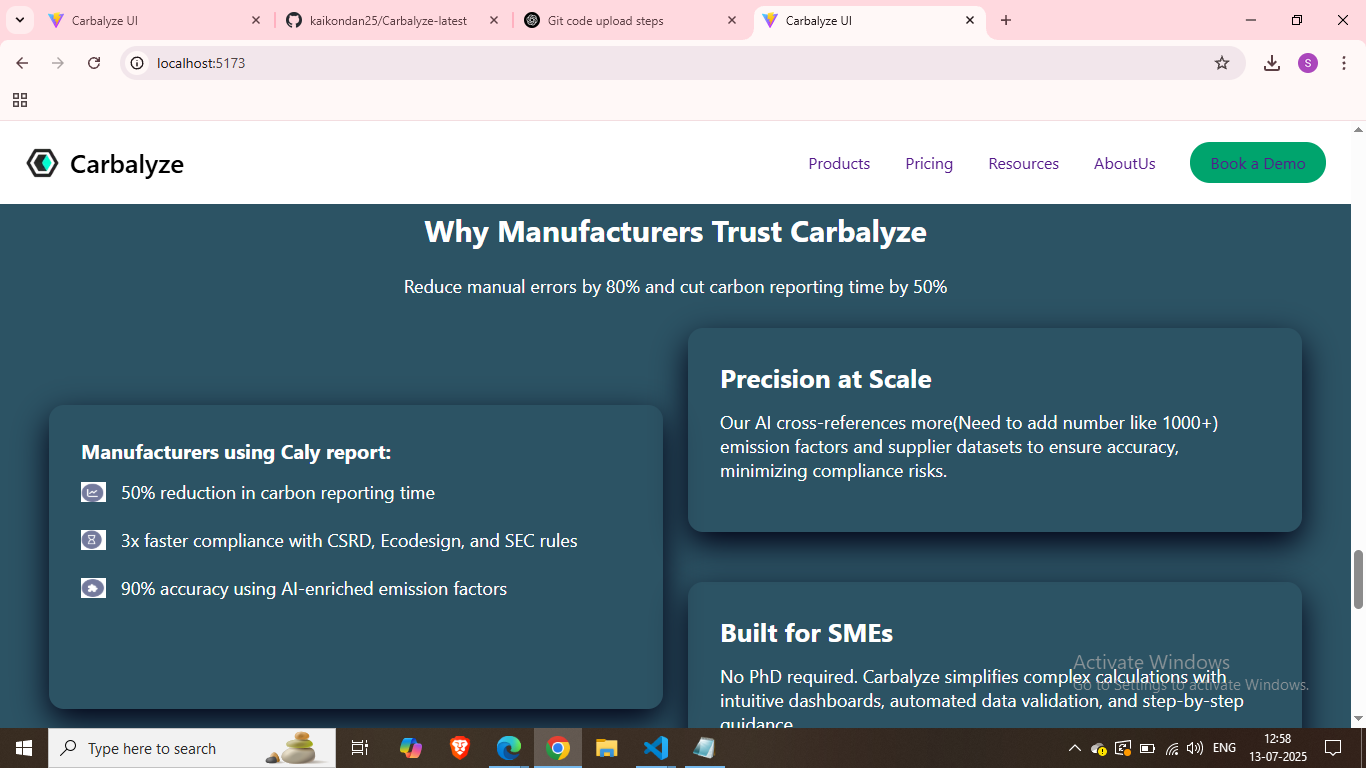 Carbalyze UI
kaikondan25/Carbalyze-latest
Git code upload steps
Carbalyze UI
localhost:5173
S
Carbalyze
Products
Pricing
Resources
AboutUs
Book a Demo
Why Manufacturers Trust Carbalyze
Reduce manual errors by 80% and cut carbon reporting time by 50%
Manufacturers using Caly report:
50% reduction in carbon reporting time
3x faster compliance with CSRD, Ecodesign, and SEC rules
90% accuracy using AI-enriched emission factors
Precision at Scale
Our AI cross-references more(Need to add number like 1000+)
emission factors and supplier datasets to ensure accuracy,
minimizing compliance risks.
Built for SMEs
No PhD required. Carbalyze simplifies complex calculations with
intuitive dashboards, automated data validation, and step-by-step
guidance
Activate Windows
Go to Settings to activate Windows.
Type here to search
ENG
12:58
13-07-2025